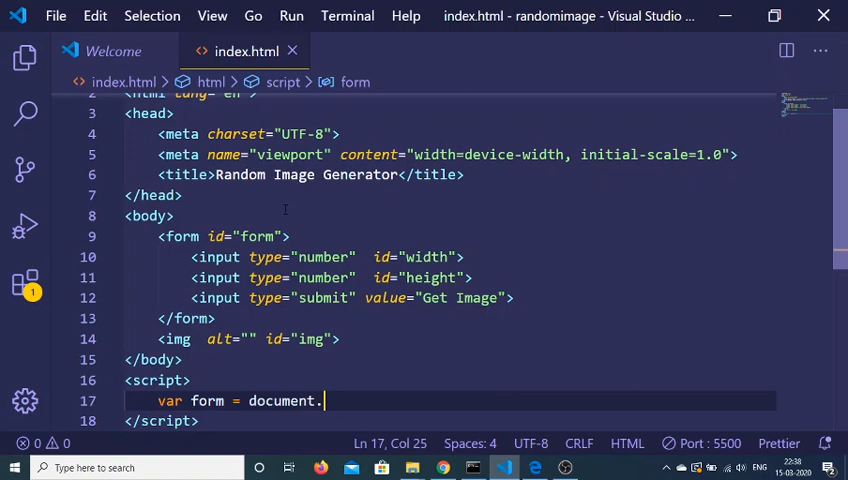 File Edit Selection View Go Run Terminal Help index.html - randomimage - Visual Studio ...
Welcome index.html
index.html > html > script > form
2 <html lang="en">
3 <head>
4 <meta charset="UTF-8">
5 <meta name="viewport" content="width=device-width, initial-scale=1.0">
6 <title>Random Image Generator</title>
7 </head>
8 <body>
9 <form id="form">
10 <input type="number" id="width">
11 <input type="number" id="height">
12 <input type="submit" value="Get Image">
13 </form>
14 <img alt="" id="img">
15 </body>
16 <script>
17 var form = document.
18 </script>
1
0 0 Ln 17, Col 25 Spaces: 4 UTF-8 CRLF HTML Port : 5500 Prettier
Type here to search
ENG 22:38
15-03-2020 2